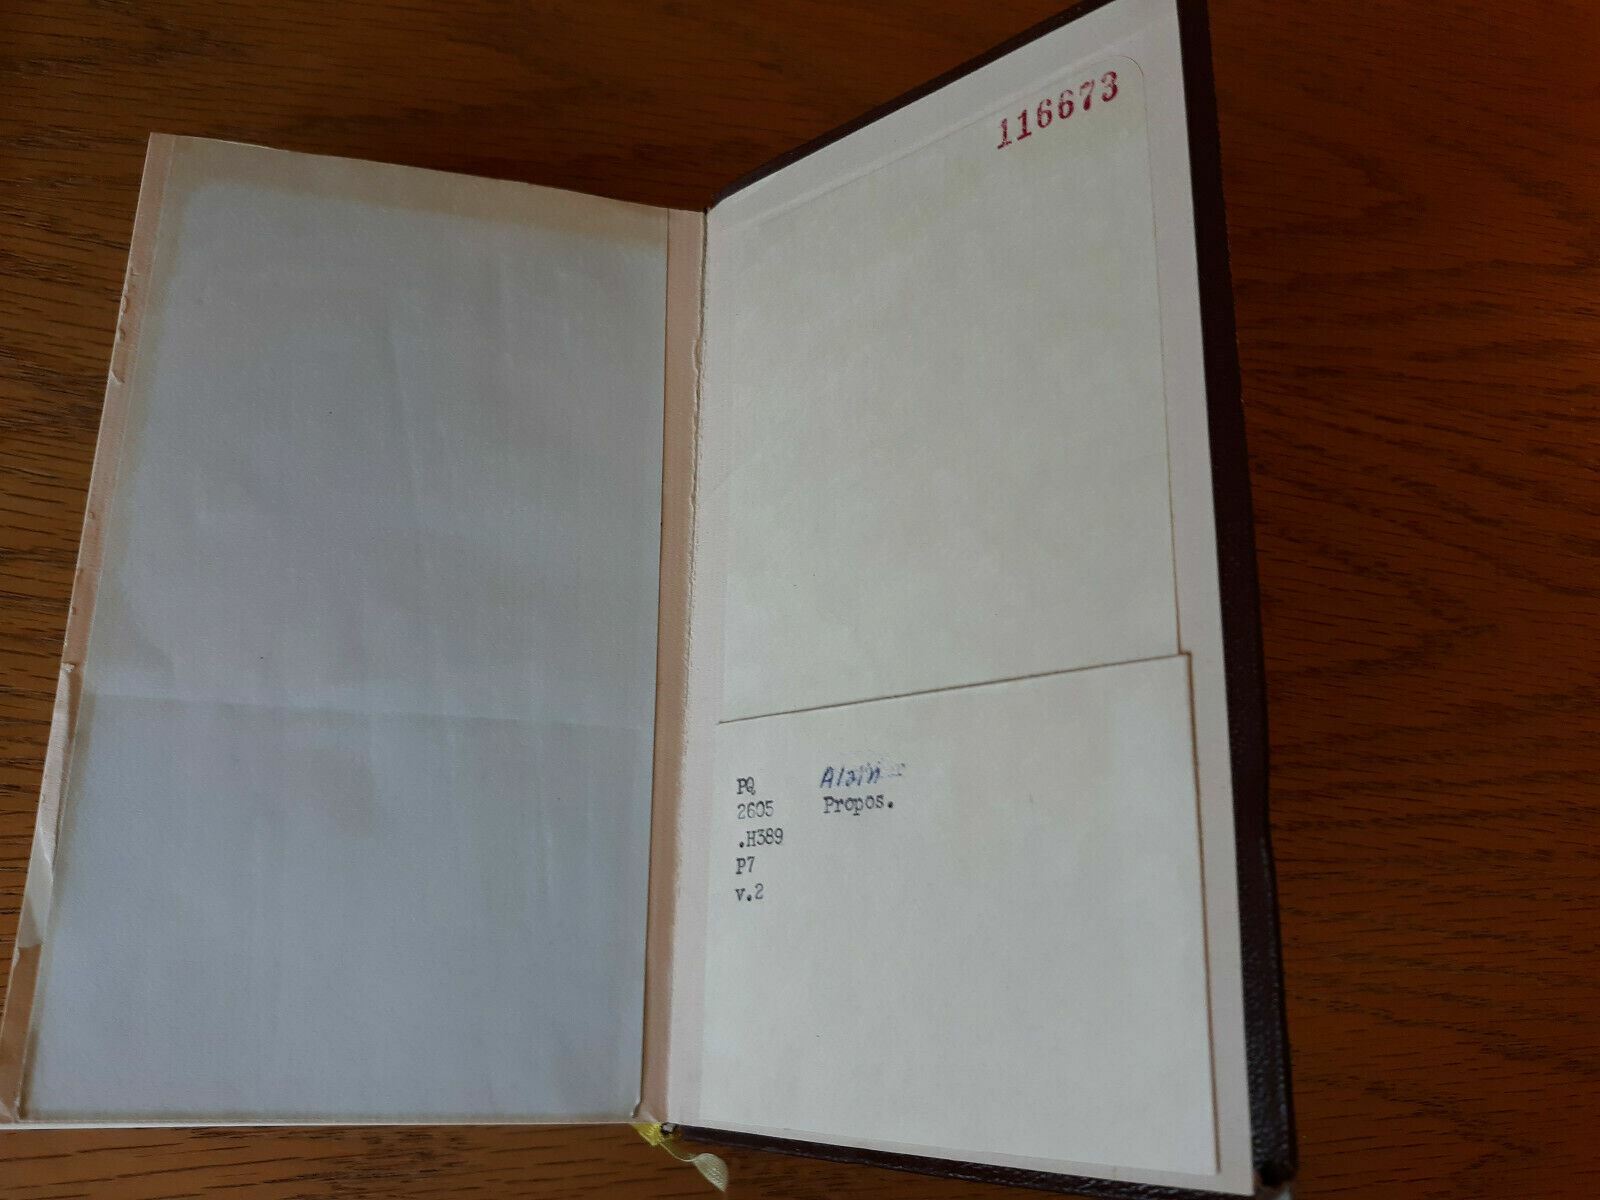 116673
PQ Alain
2605 Propos.
.H389
P7
v.2